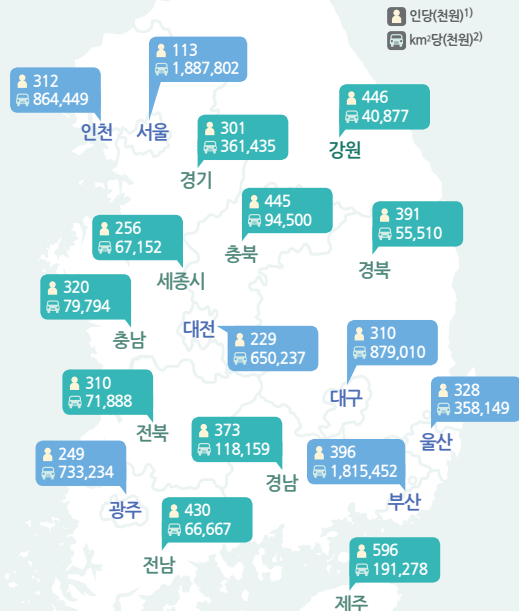 인당(천원)1)
km²당(천원)2)
113
1,887,802
서울
312
864,449
인천
446
40,877
강원
301
361,435
경기
445
94,500
충북
391
55,510
경북
256
67,152
세종시
320
79,794
충남
대전
229
650,237
310
879,010
대구
310
71,888
전북
328
358,149
울산
373
118,159
경남
396
1,815,452
부산
249
733,234
광주
430
66,667
전남
596
191,278
제주